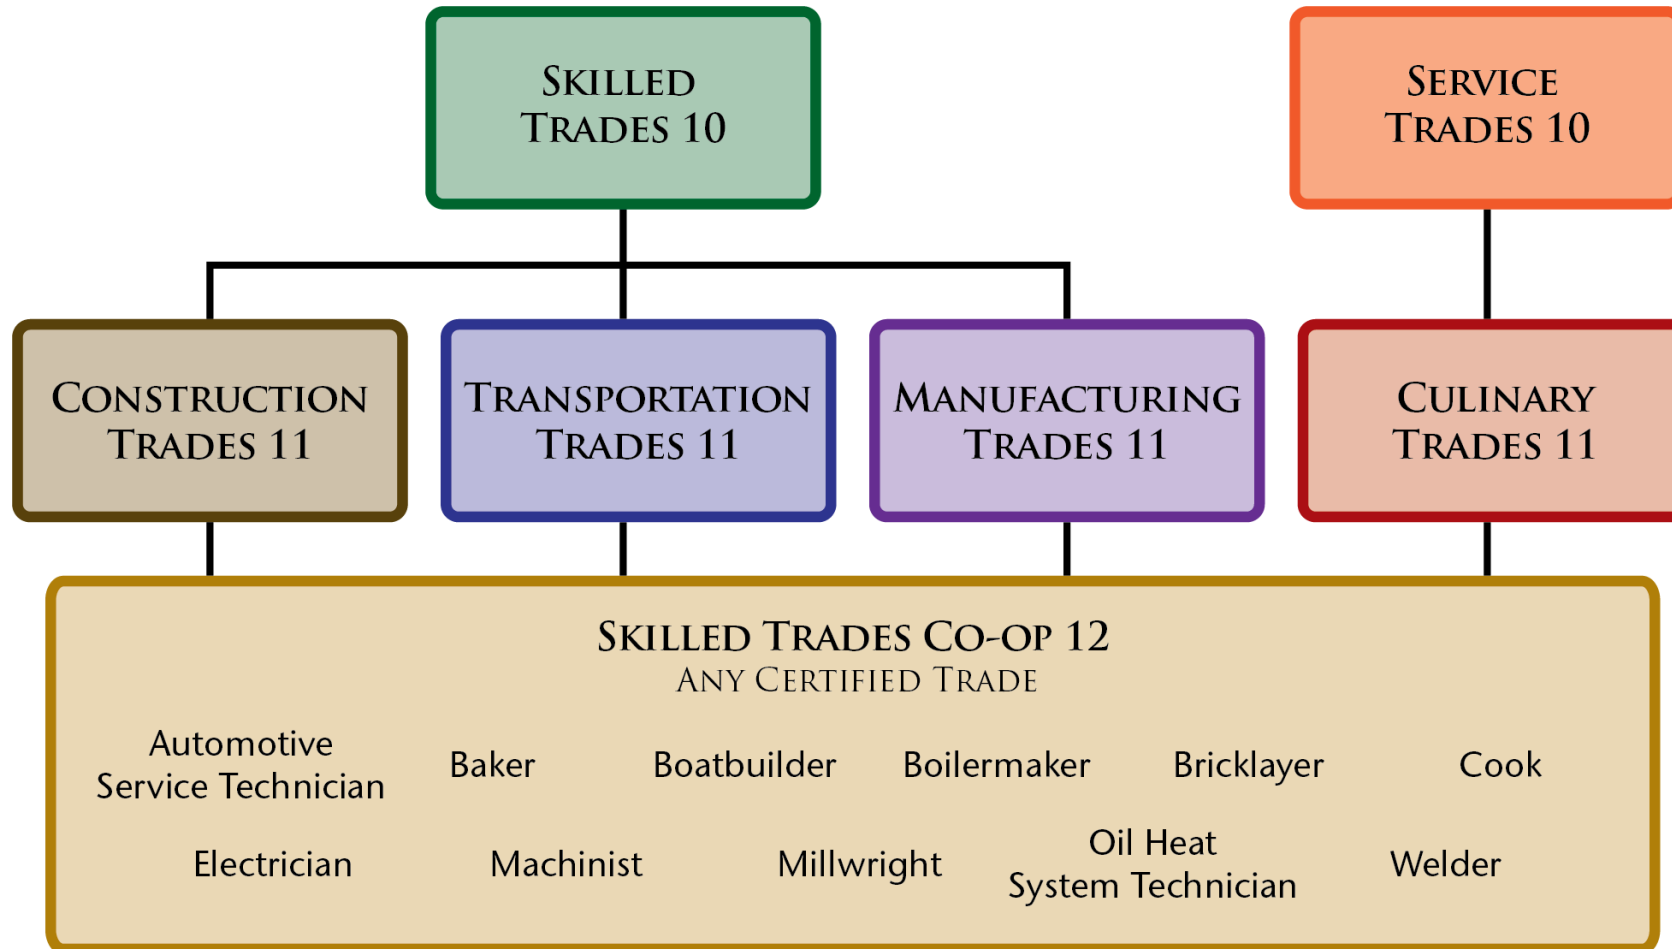 SKILLED
TRADES 10
SERVICE
TRADES 10
CONSTRUCTION
TRADES 11
TRANSPORTATION
TRADES 11
MANUFACTURING
TRADES 11
CULINARY
TRADES 11
SKILLED TRADES CO-OP 12
ANY CERTIFIED TRADE
Automotive
Service Technician
Baker
Boatbuilder
Boilermaker
Bricklayer
Cook
Electrician
Machinist
Millwright
Oil Heat
System Technician
Welder